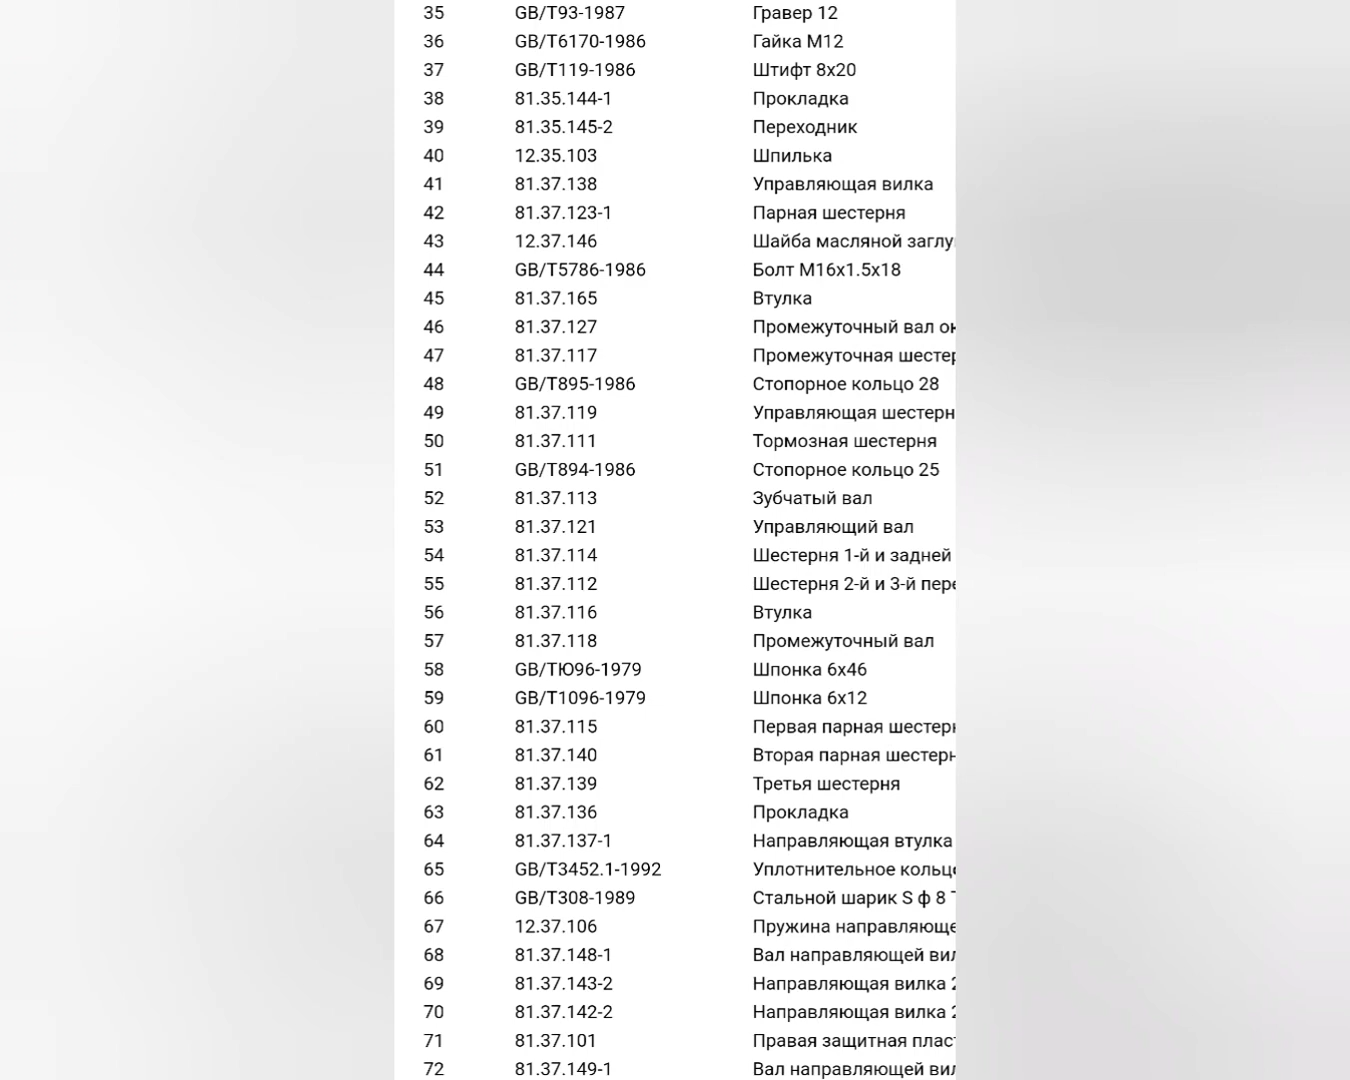 35 GB/T93-1987 Гравер 12
36 GB/T6170-1986 Гайка М12
37 GB/T119-1986 Штифт 8х20
38 81.35.144-1 Прокладка
39 81.35.145-2 Переходник
40 12.35.103 Шпилька
41 81.37.138 Управляющая вилка
42 81.37.123-1 Парная шестерня
43 12.37.146 Шайба масляной
44 GB/T5786-1986 Болт М16х1.5х18
45 81.37.165 Втулка
46 81.37.127 Промежуточный вал
47 81.37.117 Промежуточная
48 GB/T895-1986 Стопорное кольцо 28
49 81.37.119 Управляющая
50 81.37.111 Тормозная шестерня
51 GB/T894-1986 Стопорное кольцо 25
52 81.37.113 Зубчатый вал
53 81.37.121 Управляющий вал
54 81.37.114 Шестерня 1-й и задней
55 81.37.112 Шестерня 2-й и 3-й
56 81.37.116 Втулка
57 81.37.118 Промежуточный вал
58 GB/TЮ96-1979 Шпонка 6х46
59 GB/T1096-1979 Шпонка 6х12
60 81.37.115 Первая парная
61 81.37.140 Вторая парная
62 81.37.139 Третья шестерня
63 81.37.136 Прокладка
64 81.37.137-1 Направляющая втулка
65 GB/T3452.1-1992 Уплотнительное
66 GB/T308-1989 Стальной шарик S ф 8
67 12.37.106 Пружина
68 81.37.148-1 Вал направляющей
69 81.37.143-2 Направляющая вилка
70 81.37.142-2 Направляющая вилка
71 81.37.101 Правая защитная
72 81.37.149-1 Вал направляющей